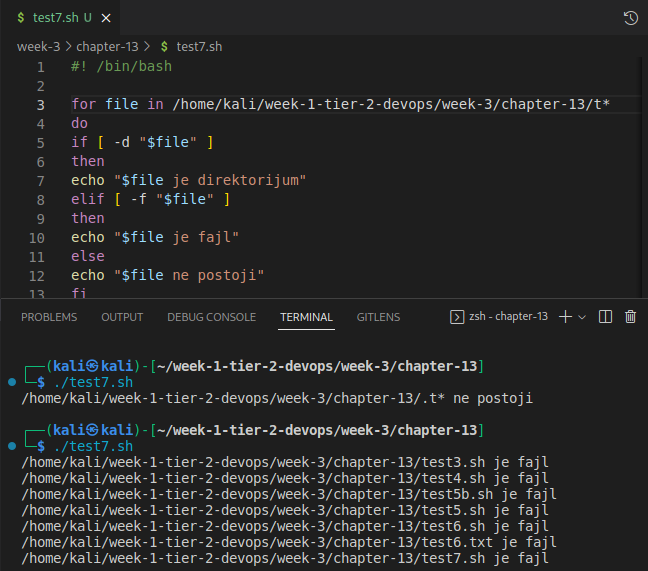 $ test7.sh U ×
week-3 > chapter-13 > $ test7.sh
1 #! /bin/bash
2
3 for file in /home/kali/week-1-tier-2-devops/week-3/chapter-13/t*
4 do
5 if [ -d "$file" ]
6 then
7 echo "$file je direktorijum"
8 elif [ -f "$file" ]
9 then
10 echo "$file je fajl"
11 else
12 echo "$file ne postoji"
13 fi
PROBLEMS OUTPUT DEBUG CONSOLE TERMINAL GITLENS zsh - chapter-13
┌──(kali㉿kali)-[~/week-1-tier-2-devops/week-3/chapter-13]
└─$ ./test7.sh
/home/kali/week-1-tier-2-devops/week-3/chapter-13/.t* ne postoji
┌──(kali㉿kali)-[~/week-1-tier-2-devops/week-3/chapter-13]
└─$ ./test7.sh
/home/kali/week-1-tier-2-devops/week-3/chapter-13/test3.sh je fajl
/home/kali/week-1-tier-2-devops/week-3/chapter-13/test4.sh je fajl
/home/kali/week-1-tier-2-devops/week-3/chapter-13/test5b.sh je fajl
/home/kali/week-1-tier-2-devops/week-3/chapter-13/test5.sh je fajl
/home/kali/week-1-tier-2-devops/week-3/chapter-13/test6.sh je fajl
/home/kali/week-1-tier-2-devops/week-3/chapter-13/test6.txt je fajl
/home/kali/week-1-tier-2-devops/week-3/chapter-13/test7.sh je fajl